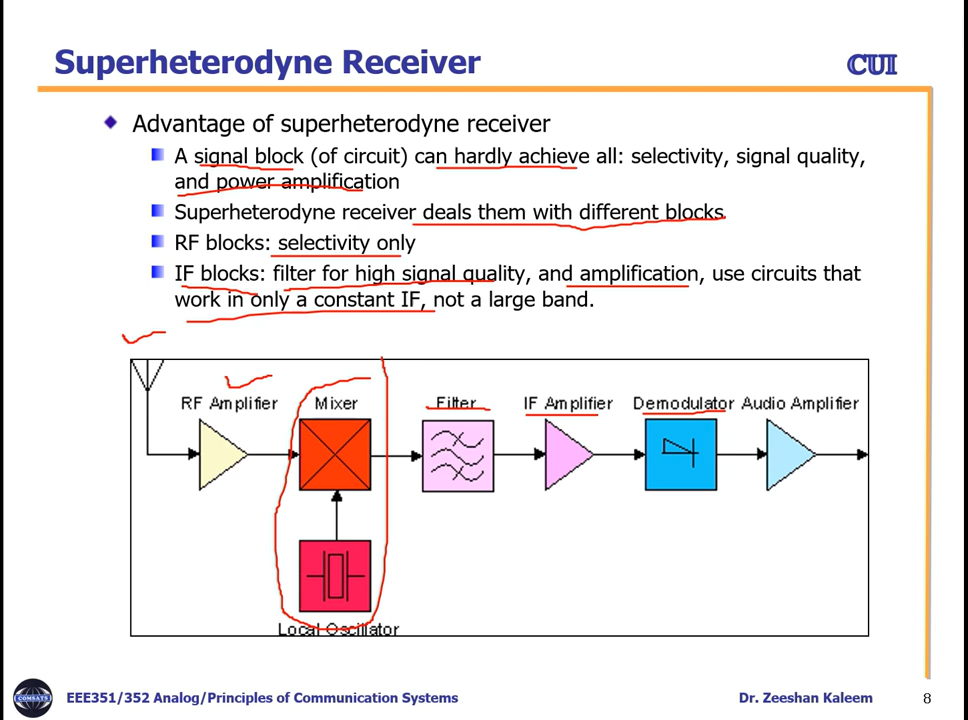 Superheterodyne Receiver
CUI
Advantage of superheterodyne receiver
A signal block (of circuit) can hardly achieve all: selectivity, signal quality,
and power amplification
Superheterodyne receiver deals them with different blocks
RF blocks: selectivity only
IF blocks: filter for high signal quality, and amplification, use circuits that
work in only a constant IF, not a large band.
RF Amplifier Mixer Filter IF Amplifier Demodulator Audio Amplifier
Local Oscillator
COMSATS
EEE351/352 Analog/Principles of Communication Systems Dr. Zeeshan Kaleem 8